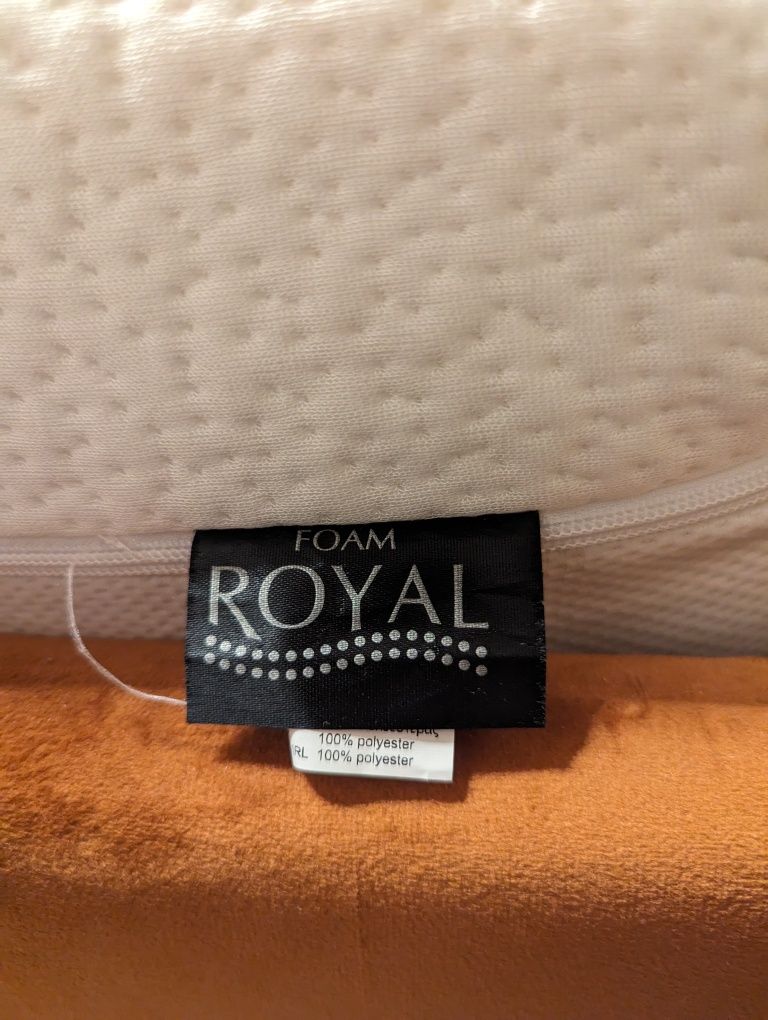 FOAM
ROYAL
100% polyester
RL 100% polyester